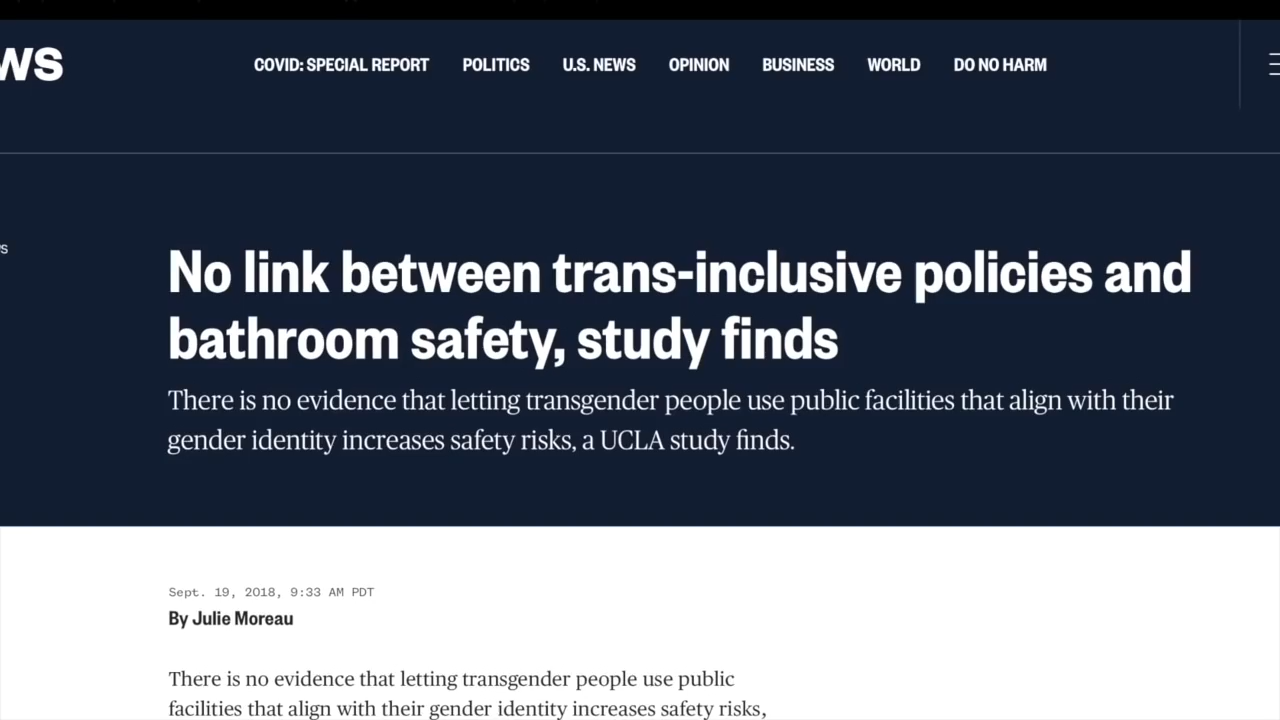 WS
COVID: SPECIAL REPORT POLITICS U.S. NEWS OPINION BUSINESS WORLD DO NO HARM
No link between trans-inclusive policies and
bathroom safety, study finds
There is no evidence that letting transgender people use public facilities that align with their
gender identity increases safety risks, a UCLA study finds.
Sept. 19, 2018, 9:33 AM PDT
By Julie Moreau
There is no evidence that letting transgender people use public
facilities that align with their gender identity increases safety risks,